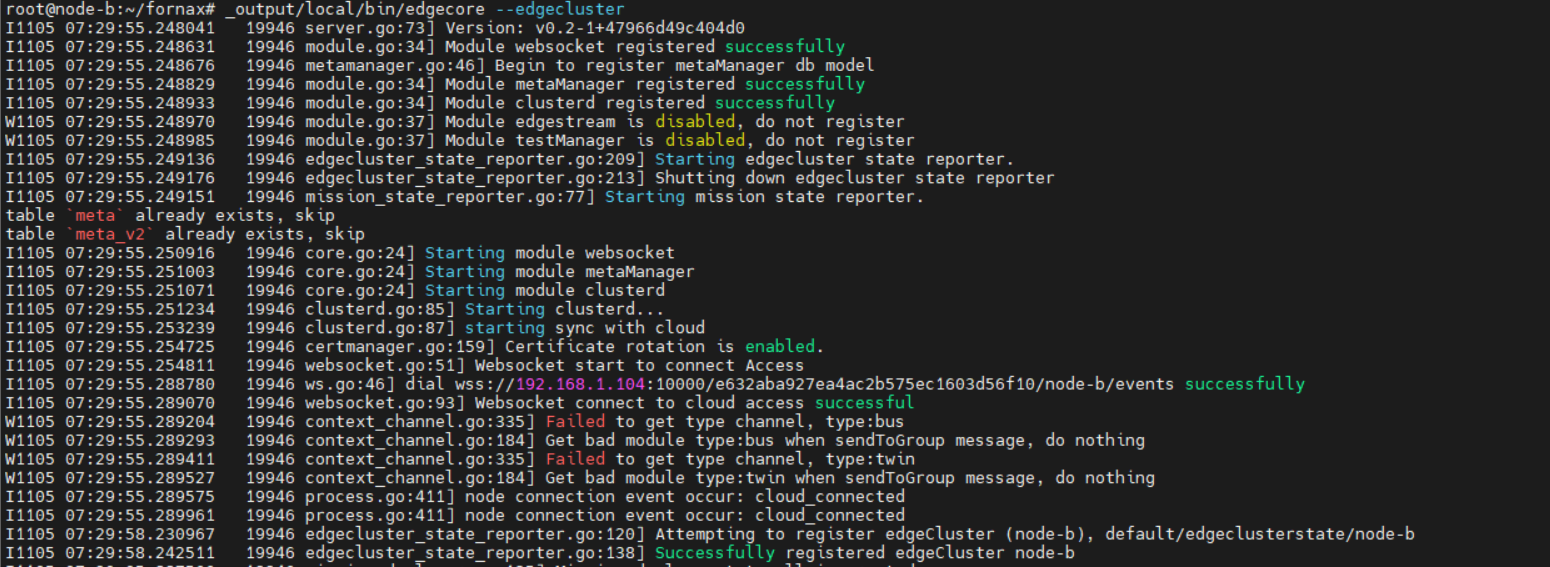 root@node-b:~/fornax# _output/local/bin/edgecore --edgecluster
I1105 07:29:55.248041   19946 server.go:73] Version: v0.2-1+47966d49c404d0
I1105 07:29:55.248631   19946 module.go:34] Module websocket registered successfully
I1105 07:29:55.248676   19946 metamanager.go:46] Begin to register metaManager db model
I1105 07:29:55.248829   19946 module.go:34] Module metaManager registered successfully
I1105 07:29:55.248933   19946 module.go:34] Module clusterd registered successfully
W1105 07:29:55.248970   19946 module.go:37] Module edgestream is disabled, do not register
W1105 07:29:55.248985   19946 module.go:37] Module testManager is disabled, do not register
I1105 07:29:55.249136   19946 edgecluster_state_reporter.go:209] Starting edgecluster state reporter.
I1105 07:29:55.249176   19946 edgecluster_state_reporter.go:213] Shutting down edgecluster state reporter
I1105 07:29:55.249151   19946 mission_state_reporter.go:77] Starting mission state reporter.
table `meta` already exists, skip
table `meta_v2` already exists, skip
I1105 07:29:55.250916   19946 core.go:24] Starting module websocket
I1105 07:29:55.251003   19946 core.go:24] Starting module metaManager
I1105 07:29:55.251071   19946 core.go:24] Starting module clusterd
I1105 07:29:55.251234   19946 clusterd.go:85] Starting clusterd...
I1105 07:29:55.253239   19946 clusterd.go:87] starting sync with cloud
I1105 07:29:55.254725   19946 certmanager.go:159] Certificate rotation is enabled.
I1105 07:29:55.254811   19946 websocket.go:51] Websocket start to connect Access
I1105 07:29:55.288780   19946 ws.go:46] dial wss://192.168.1.104:10000/e632aba927ea4ac2b575ec1603d56f10/node-b/events successfully
I1105 07:29:55.289070   19946 websocket.go:93] Websocket connect to cloud access successful
W1105 07:29:55.289204   19946 context_channel.go:335] Failed to get type channel, type:bus
W1105 07:29:55.289293   19946 context_channel.go:184] Get bad module type:bus when sendToGroup message, do nothing
W1105 07:29:55.289411   19946 context_channel.go:335] Failed to get type channel, type:twin
W1105 07:29:55.289527   19946 context_channel.go:184] Get bad module type:twin when sendToGroup message, do nothing
I1105 07:29:55.289575   19946 process.go:411] node connection event occur: cloud_connected
I1105 07:29:55.289961   19946 process.go:411] node connection event occur: cloud_connected
I1105 07:29:58.230967   19946 edgecluster_state_reporter.go:120] Attempting to register edgeCluster (node-b), default/edgeclusterstate/node-b
I1105 07:29:58.242511   19946 edgecluster_state_reporter.go:138] Successfully registered edgeCluster node-b